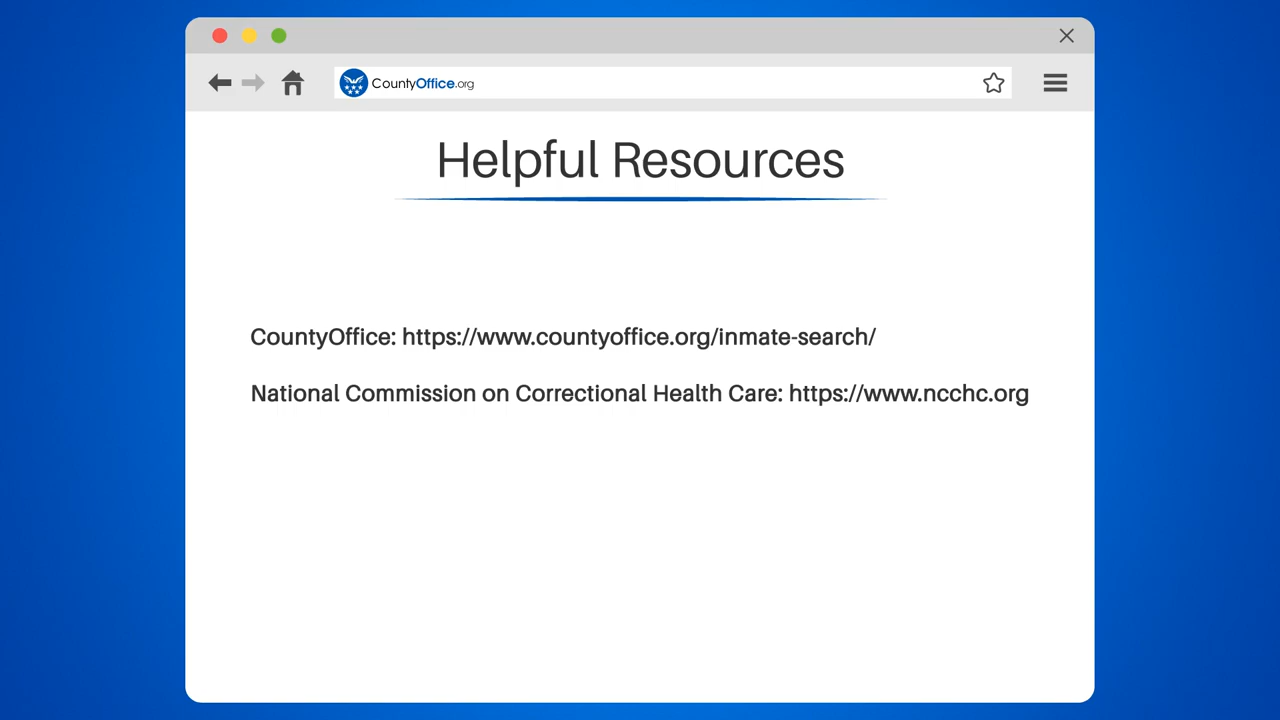 CountyOffice.org
Helpful Resources
CountyOffice: https://www.countyoffice.org/inmate-search/
National Commission on Correctional Health Care: https://www.ncchc.org